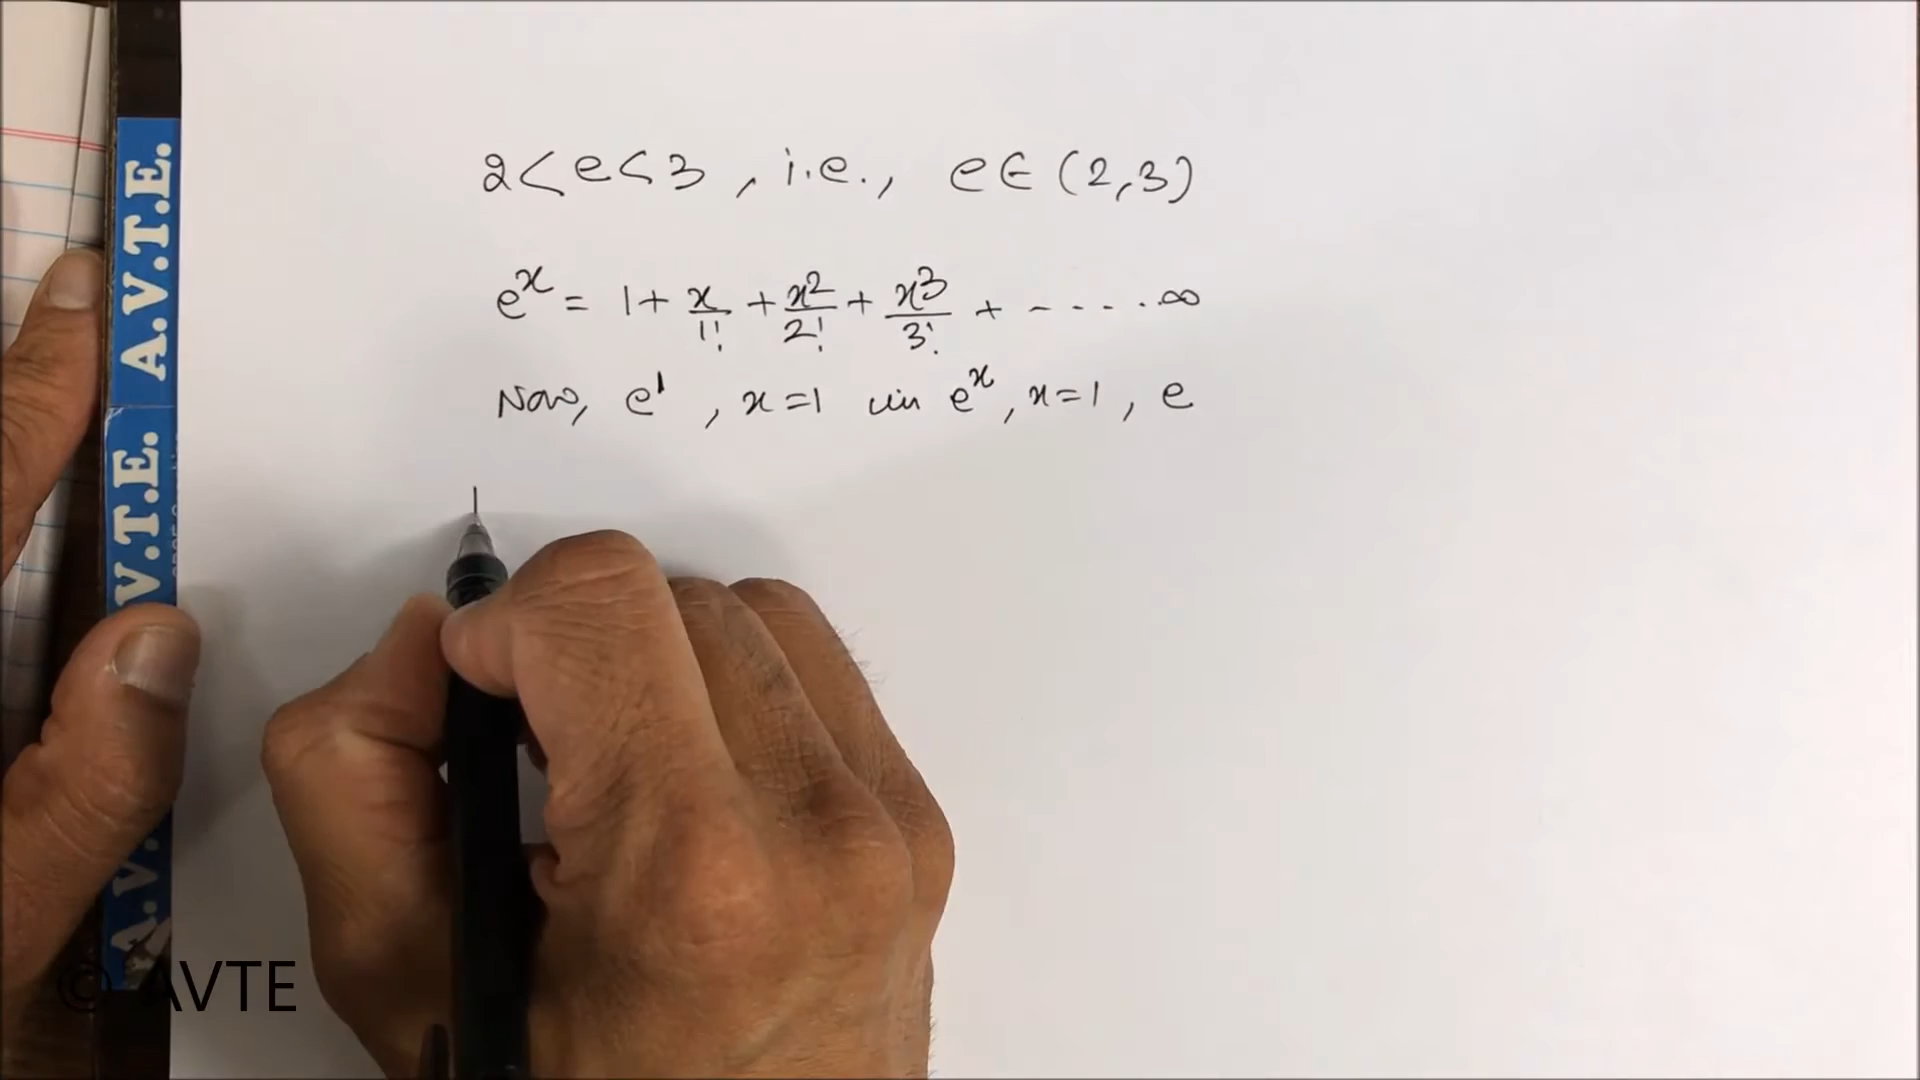 2<e<3, i.e., e∈(2,3)
e^x = 1+ x/1! + x^2/2! + x^3/3! + - - - - . ∞
Now, e^1, x=1 in e^x, x=1, e
A.V.T.E.
V.T.E.
A.V.
© AVTE